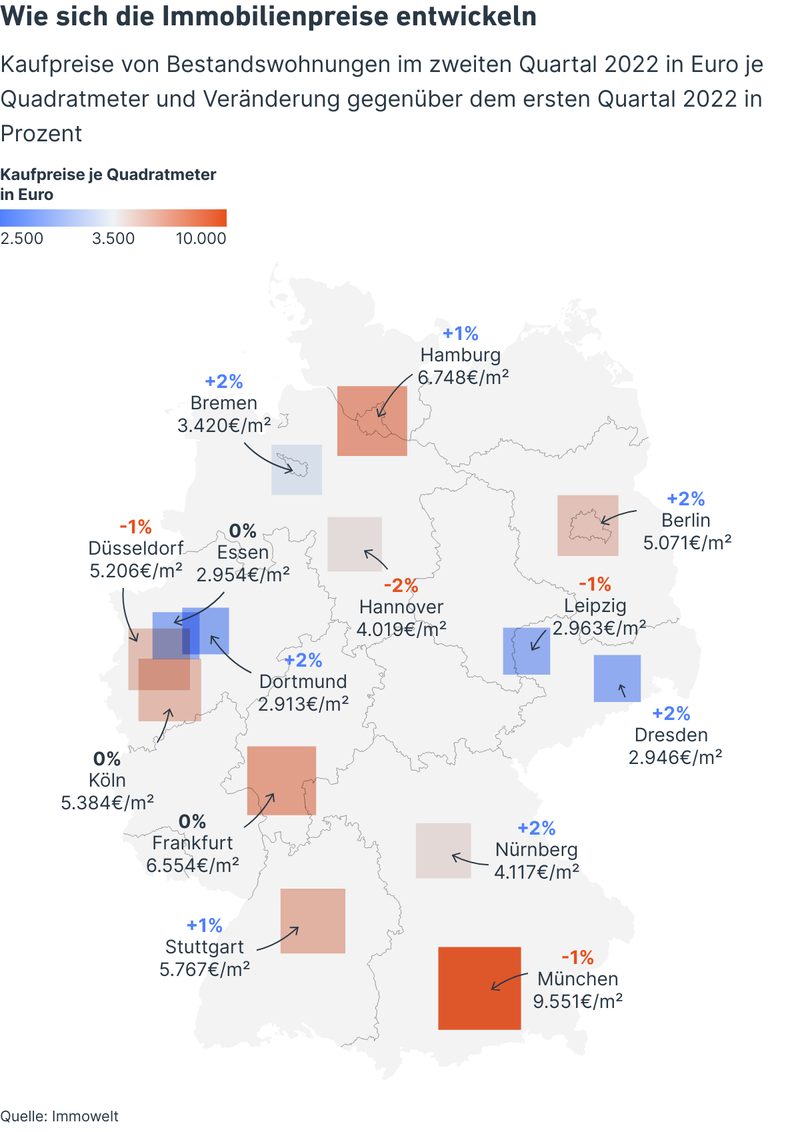 Wie sich die Immobilienpreise entwickeln
Kaufpreise von Bestandswohnungen im zweiten Quartal 2022 in Euro je
Quadratmeter und Veränderung gegenüber dem ersten Quartal 2022 in
Prozent
Kaufpreise je Quadratmeter
in Euro
2.500 3.500 10.000
+1%
Hamburg
6.748€/m²
+2%
Bremen
3.420€/m²
+2%
Berlin
5.071€/m²
-1%
Düsseldorf
5.206€/m²
0%
Essen
2.954€/m²
-2%
Hannover
4.019€/m²
-1%
Leipzig
2.963€/m²
+2%
Dortmund
2.913€/m²
+2%
Dresden
2.946€/m²
0%
Köln
5.384€/m²
0%
Frankfurt
6.554€/m²
+2%
Nürnberg
4.117€/m²
+1%
Stuttgart
5.767€/m²
-1%
München
9.551€/m²
Quelle: Immowelt